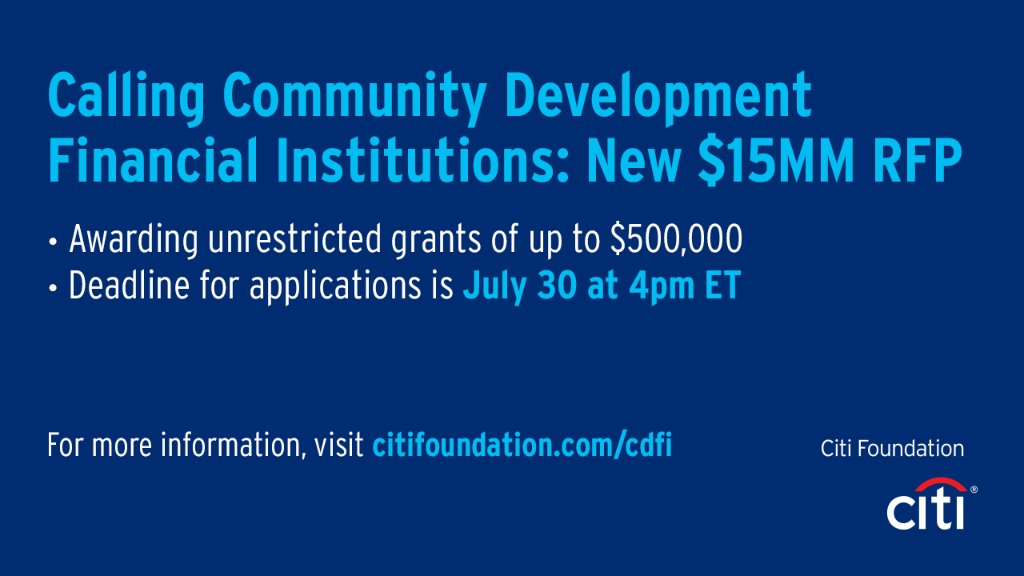 Calling Community Development
Financial Institutions: New $15MM RFP
• Awarding unrestricted grants of up to $500,000
• Deadline for applications is July 30 at 4pm ET
For more information, visit citifoundation.com/cdfi
Citi Foundation
citi®